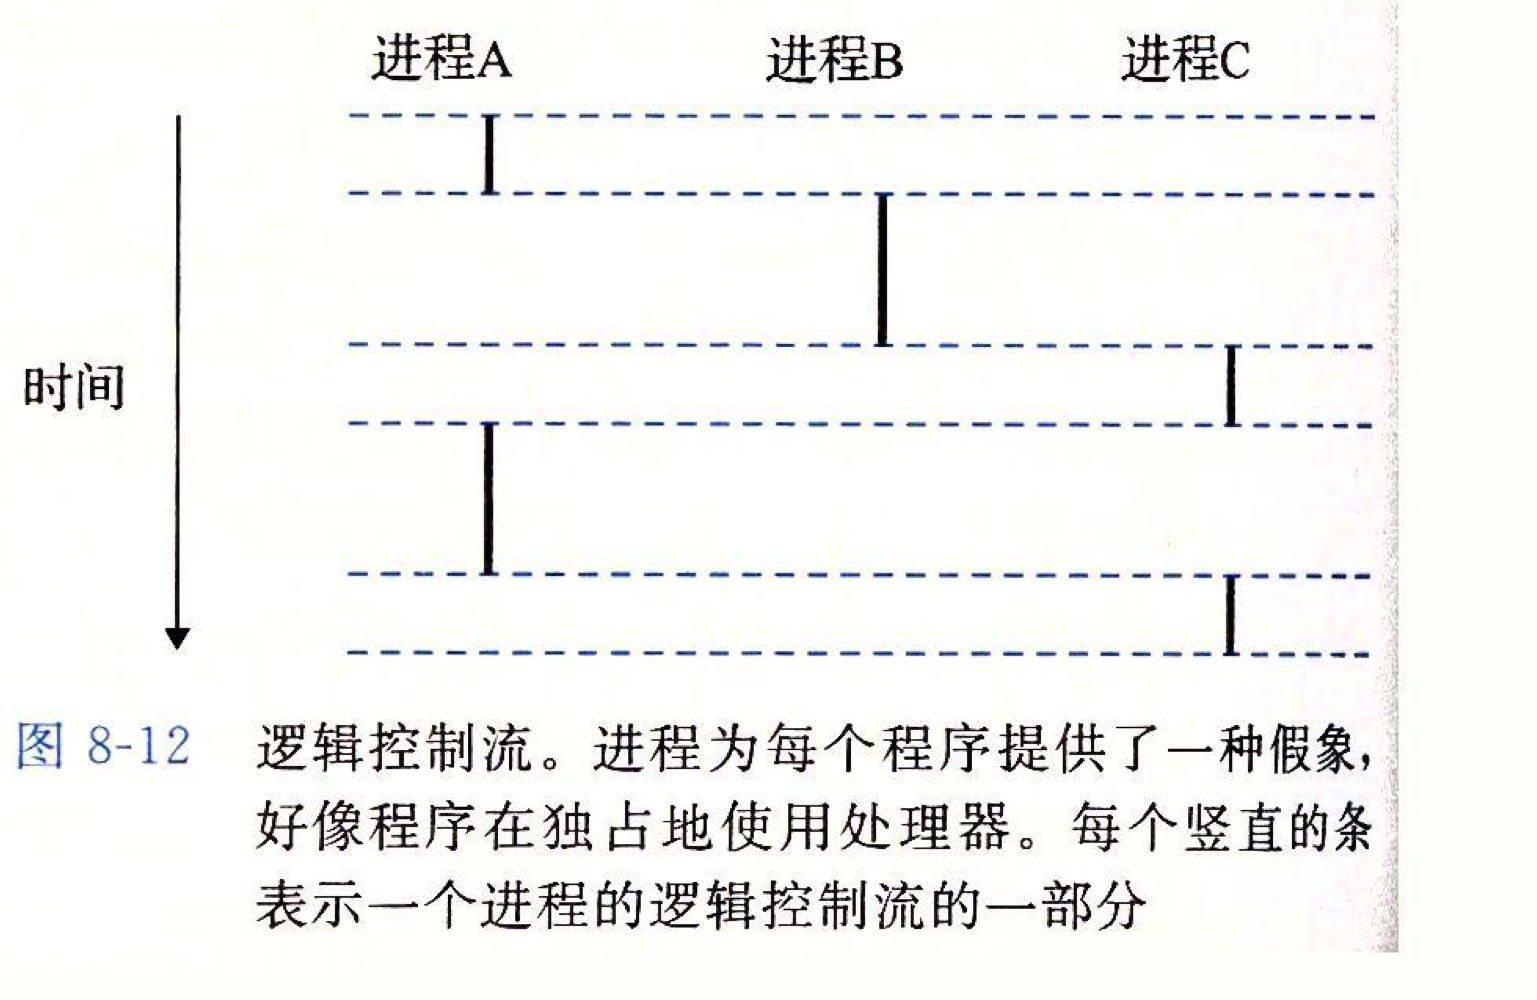 进程A 进程B 进程C
时间
图 8-12 逻辑控制流。进程为每个程序提供了一种假象,
好像程序在独占地使用处理器。每个竖直的条
表示一个进程的逻辑控制流的一部分